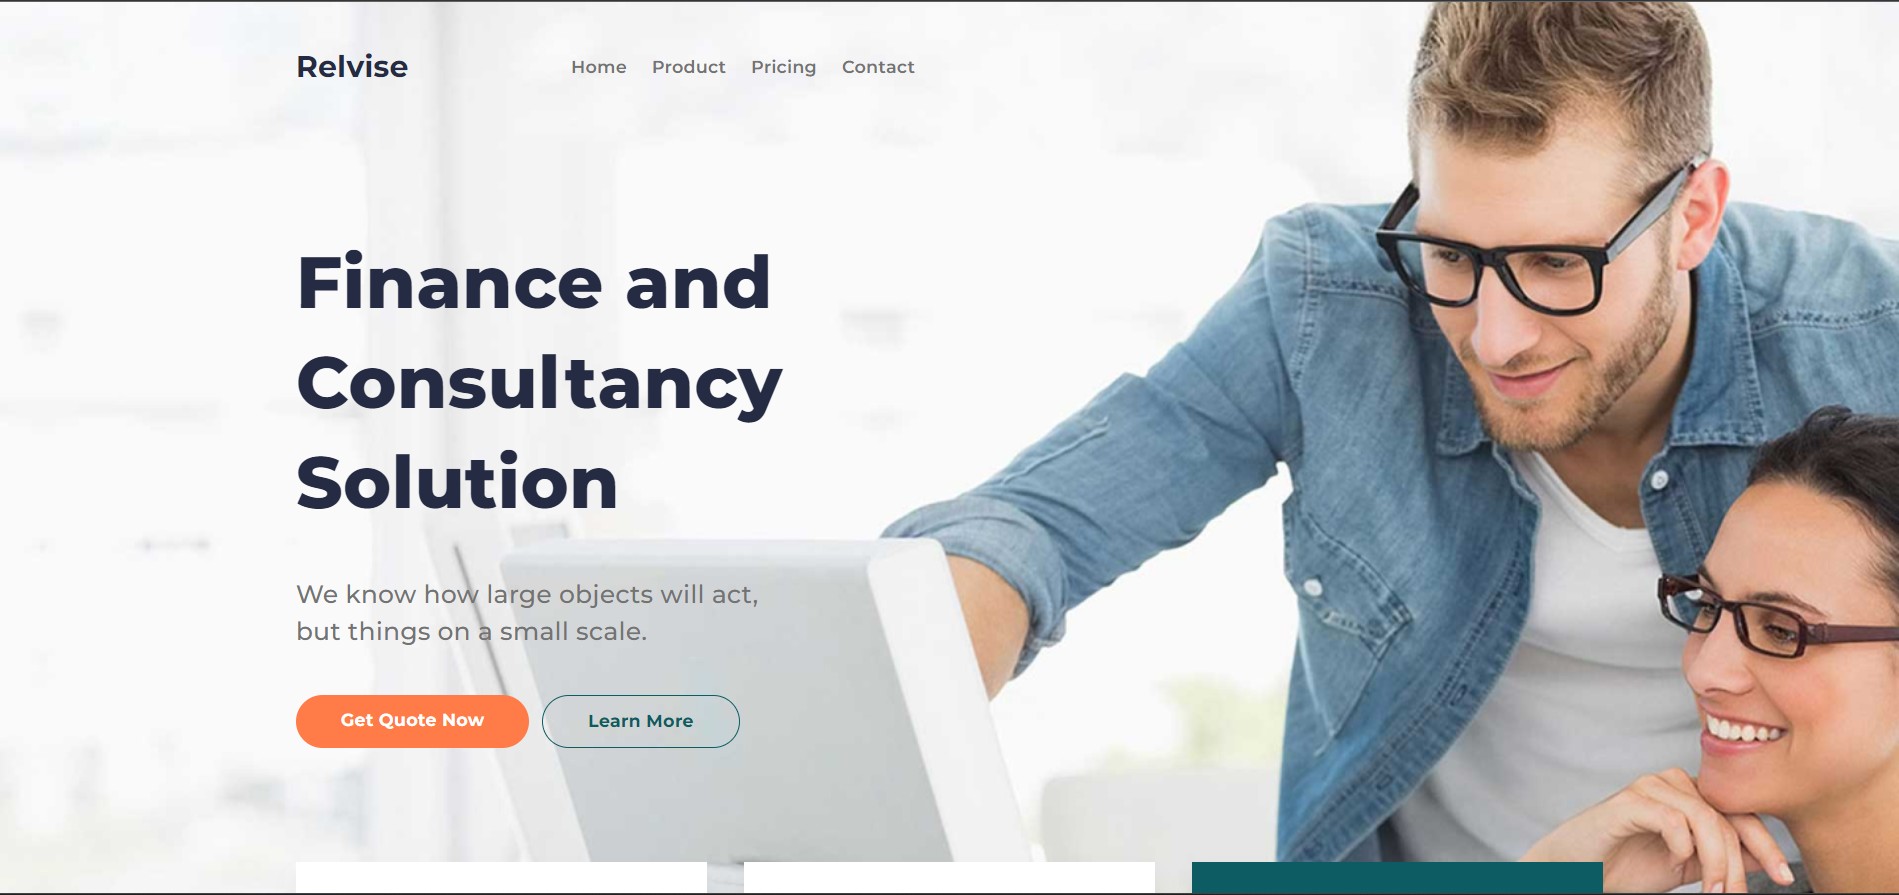 Relvise
Home Product Pricing Contact
Finance and
Consultancy
Solution
We know how large objects will act,
but things on a small scale.
Get Quote Now
Learn More